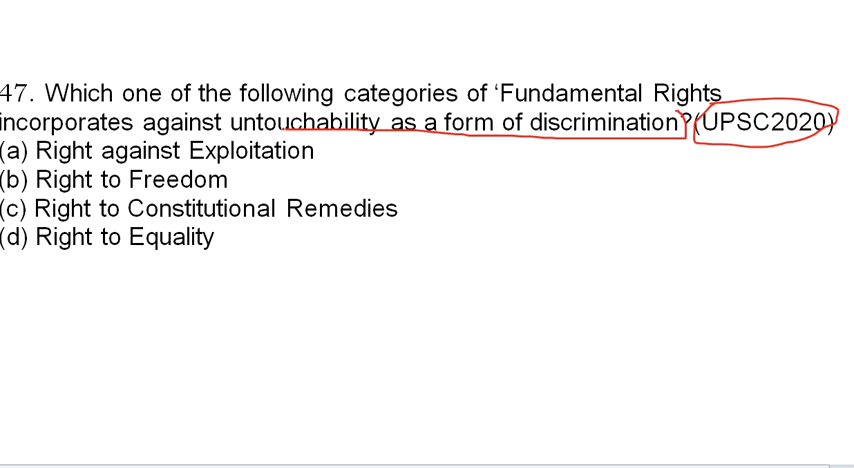 47. Which one of the following categories of ‘Fundamental Rights
incorporates against untouchability as a form of discrimination?(UPSC2020)
(a) Right against Exploitation
(b) Right to Freedom
(c) Right to Constitutional Remedies
(d) Right to Equality